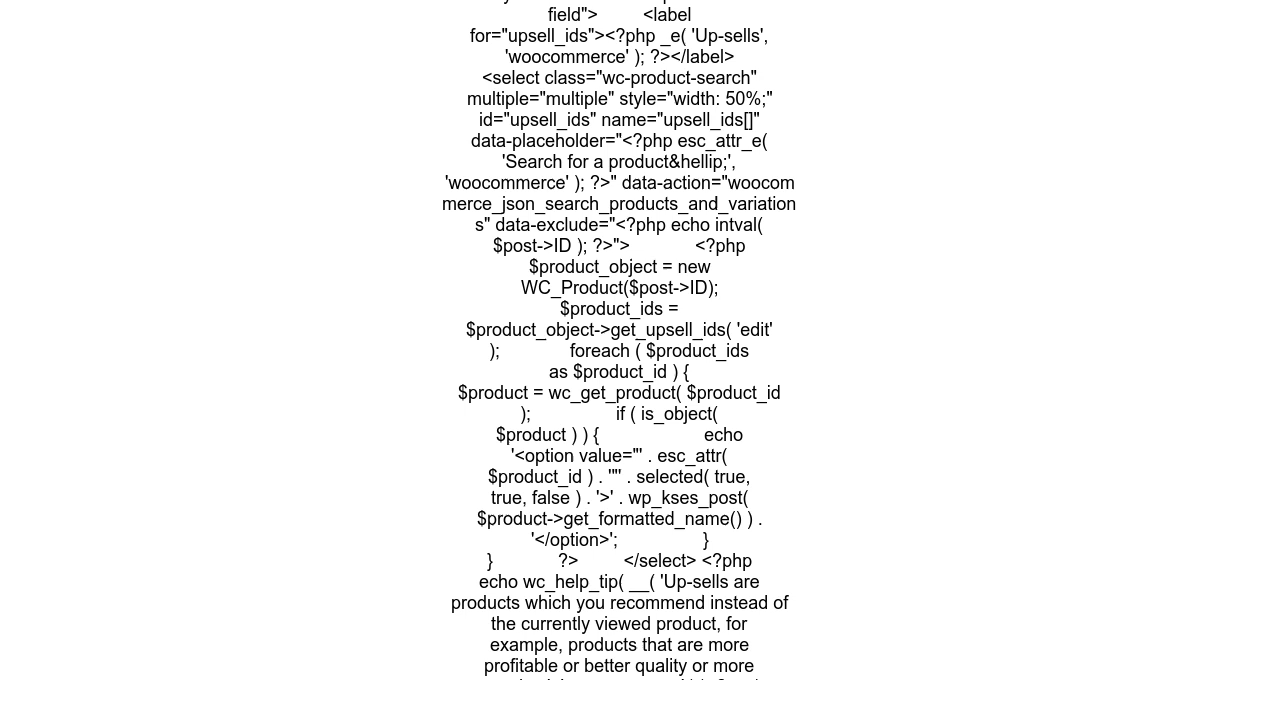 field"> <label
for="upsell_ids"><?php _e( 'Up-sells',
'woocommerce' ); ?></label>
<select class="wc-product-search"
multiple="multiple" style="width: 50%;"
id="upsell_ids" name="upsell_ids[]"
data-placeholder="<?php esc_attr_e(
'Search for a product&hellip;',
'woocommerce' ); ?>" data-action="woocom
merce_json_search_products_and_variation
s" data-exclude="<?php echo intval(
$post->ID ); ?>"> <?php
$product_object = new
WC_Product($post->ID);
$product_ids =
$product_object->get_upsell_ids( 'edit'
); foreach ( $product_ids
as $product_id ) {
$product = wc_get_product( $product_id
); if ( is_object(
$product ) ) { echo
'<option value="' . esc_attr(
$product_id ) . '"' . selected( true,
true, false ) . '>' . wp_kses_post(
$product->get_formatted_name() ) .
'</option>'; }
} ?> </select> <?php
echo wc_help_tip( __( 'Up-sells are
products which you recommend instead of
the currently viewed product, for
example, products that are more
profitable or better quality or more